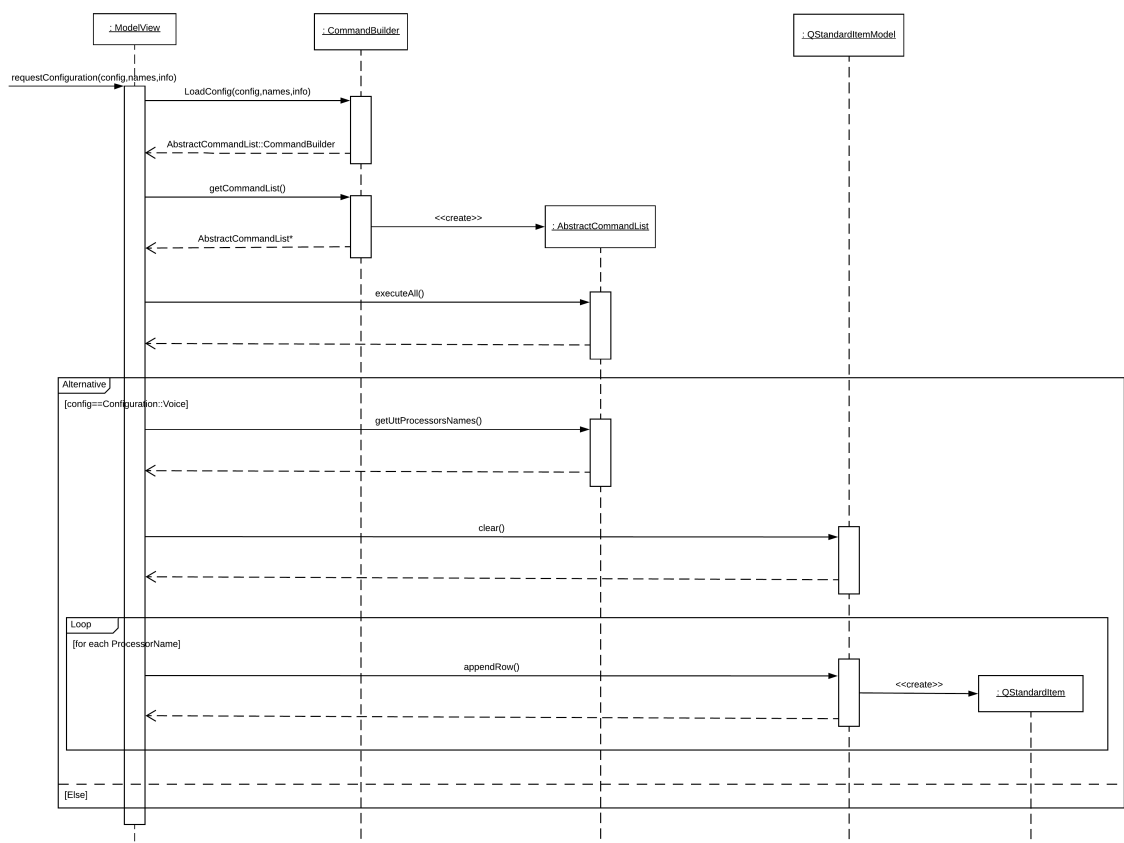 : ModelView
: CommandBuilder
: QStandardItemModel
requestConfiguration(config,names,info)
LoadConfig(config,names,info)
AbstractCommandList::CommandBuilder
getCommandList()
<<create>>
: AbstractCommandList
AbstractCommandList*
executeAll()
Alternative
[config==Configuration::Voice]
getUttProcessorsNames()
clear()
Loop
[for each ProcessorName]
appendRow()
<<create>>
: QStandardItem
[Else]